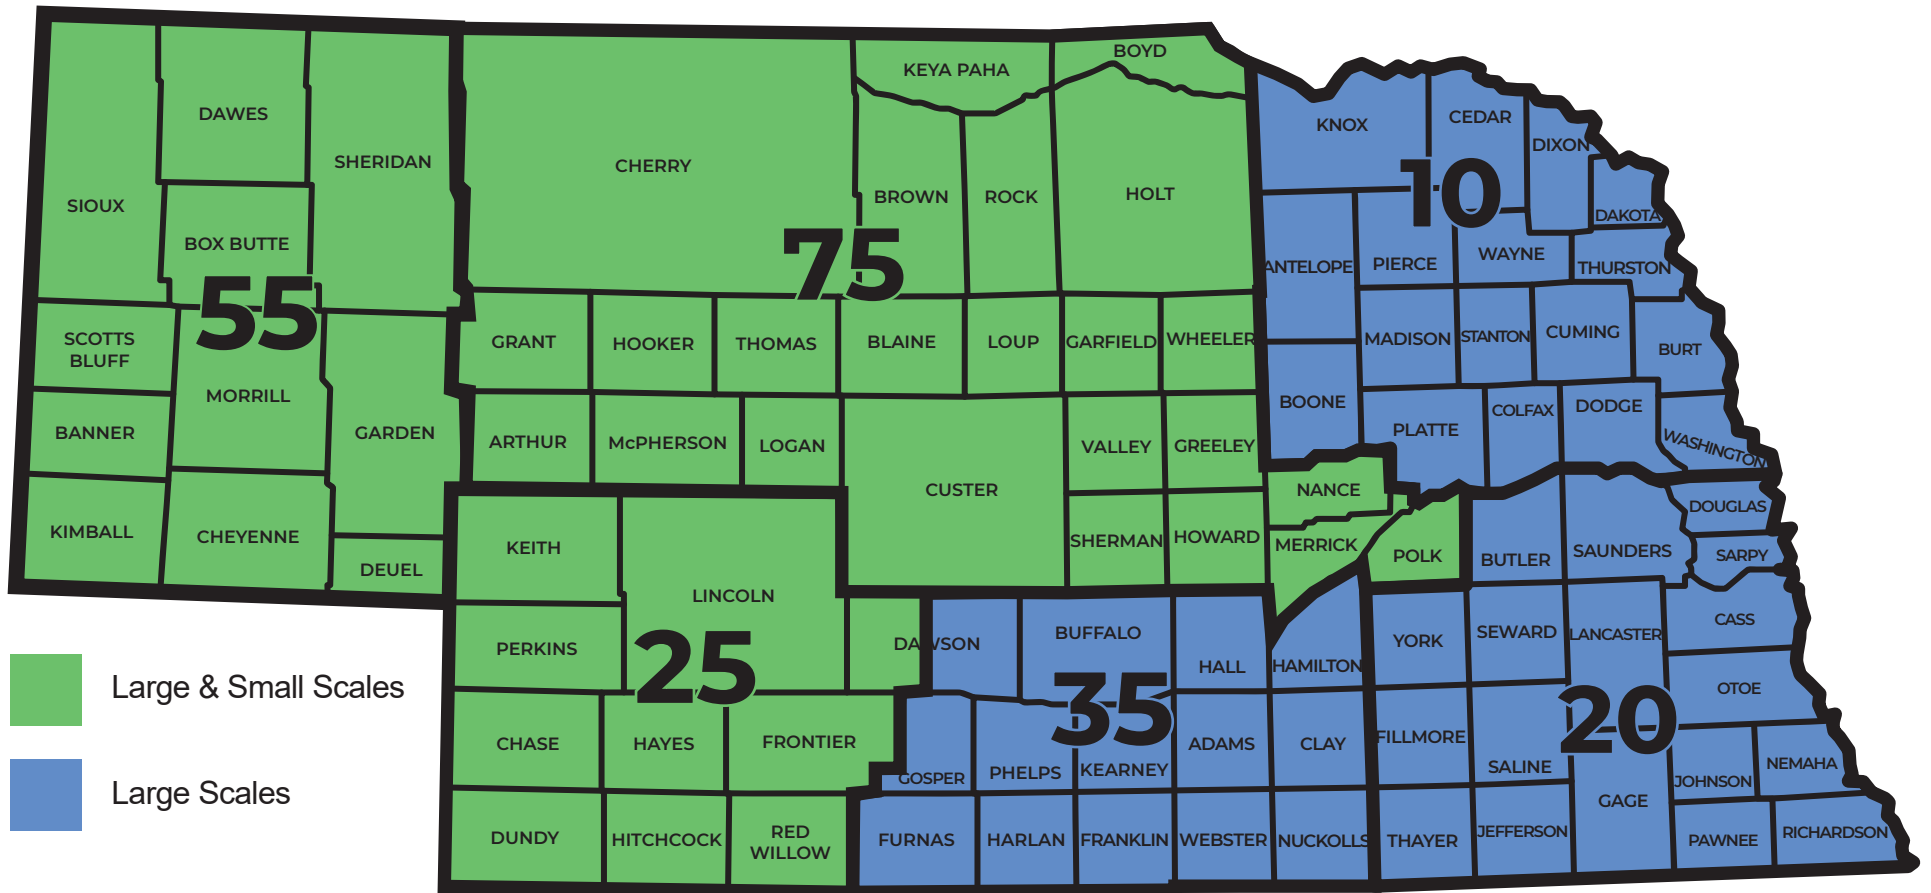 BOYD
KEYA PAHA
DAWES
KNOX
CEDAR
DIXON
SHERIDAN
CHERRY
SIOUX
BROWN
ROCK
HOLT
10
DAKOTA
BOX BUTTE
75
ANTELOPE
PIERCE
WAYNE
THURSTON
55
SCOTTS
BLUFF
GRANT
HOOKER
THOMAS
BLAINE
LOUP
GARFIELD
WHEELER
MADISON
STANTON
CUMING
BURT
MORRILL
BOONE
COLFAX
DODGE
BANNER
GARDEN
ARTHUR
McPHERSON
LOGAN
VALLEY
GREELEY
PLATTE
WASHINGTON
CUSTER
NANCE
DOUGLAS
KIMBALL
CHEYENNE
KEITH
SHERMAN
HOWARD
MERRICK
POLK
BUTLER
SAUNDERS
SARPY
DEUEL
LINCOLN
PERKINS
DAWSON
BUFFALO
HALL
HAMILTON
YORK
SEWARD
LANCASTER
CASS
25
35
20
OTOE
Large & Small Scales
CHASE
HAYES
FRONTIER
GOSPER
PHELPS
KEARNEY
ADAMS
CLAY
FILLMORE
SALINE
JOHNSON
NEMAHA
Large Scales
GAGE
DUNDY
HITCHCOCK
RED
WILLOW
FURNAS
HARLAN
FRANKLIN
WEBSTER
NUCKOLLS
THAYER
JEFFERSON
PAWNEE
RICHARDSON